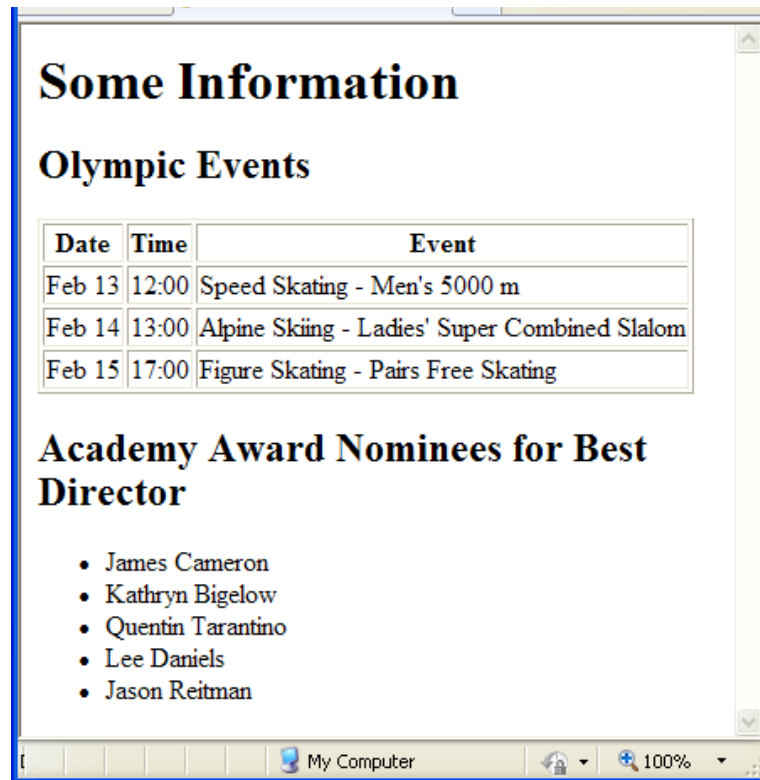 Some Information
Olympic Events
Date Time Event
Feb 13 12:00 Speed Skating - Men's 5000 m
Feb 14 13:00 Alpine Skiing - Ladies' Super Combined Slalom
Feb 15 17:00 Figure Skating - Pairs Free Skating
Academy Award Nominees for Best
Director
• James Cameron
• Kathryn Bigelow
• Quentin Tarantino
• Lee Daniels
• Jason Reitman
My Computer 100%